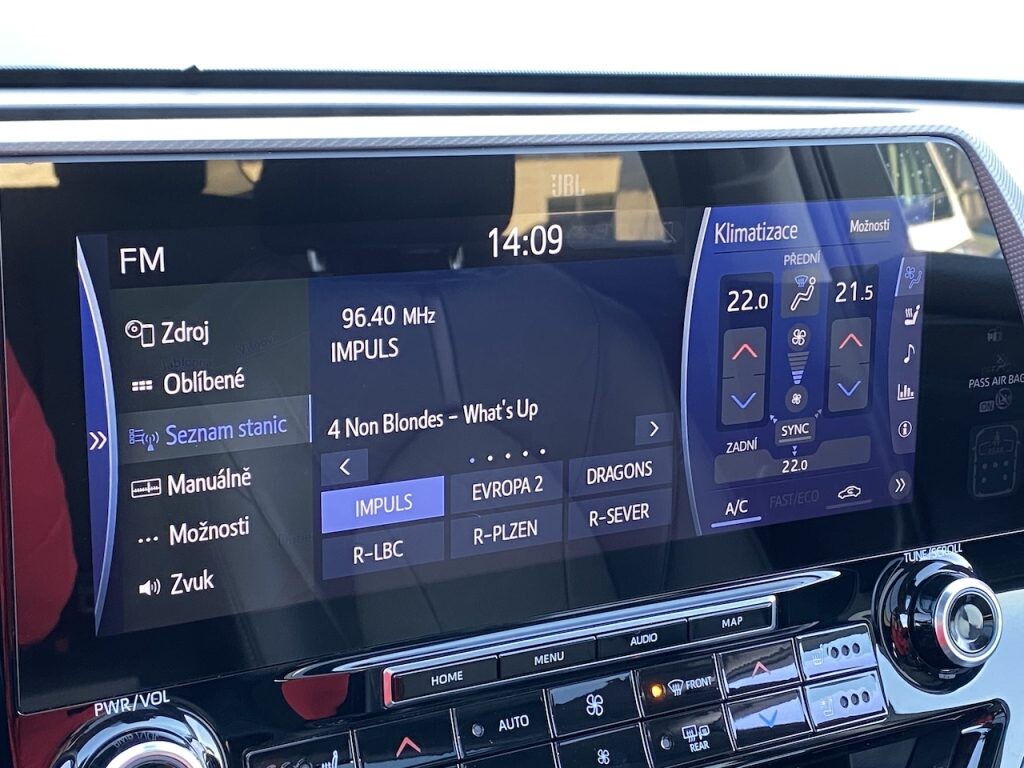 JBL
FM
14:09
Zdroj
Oblíbené
Seznam stanic
Manuálně
Možnosti
Zvuk
96.40 MHz
IMPULS
4 Non Blondes – What's Up
IMPULS
EVROPA 2
DRAGONS
R-LBC
R-PLZEN
R-SEVER
Klimatizace
Možnosti
PŘEDNÍ
22.0
21.5
SYNC
ZADNÍ
22.0
A/C
FAST/ECO
PASS AIR BAG
ON
TUNE/SCROLL
HOME
MENU
AUDIO
MAP
PWR/VOL
AUTO
FRONT
REAR